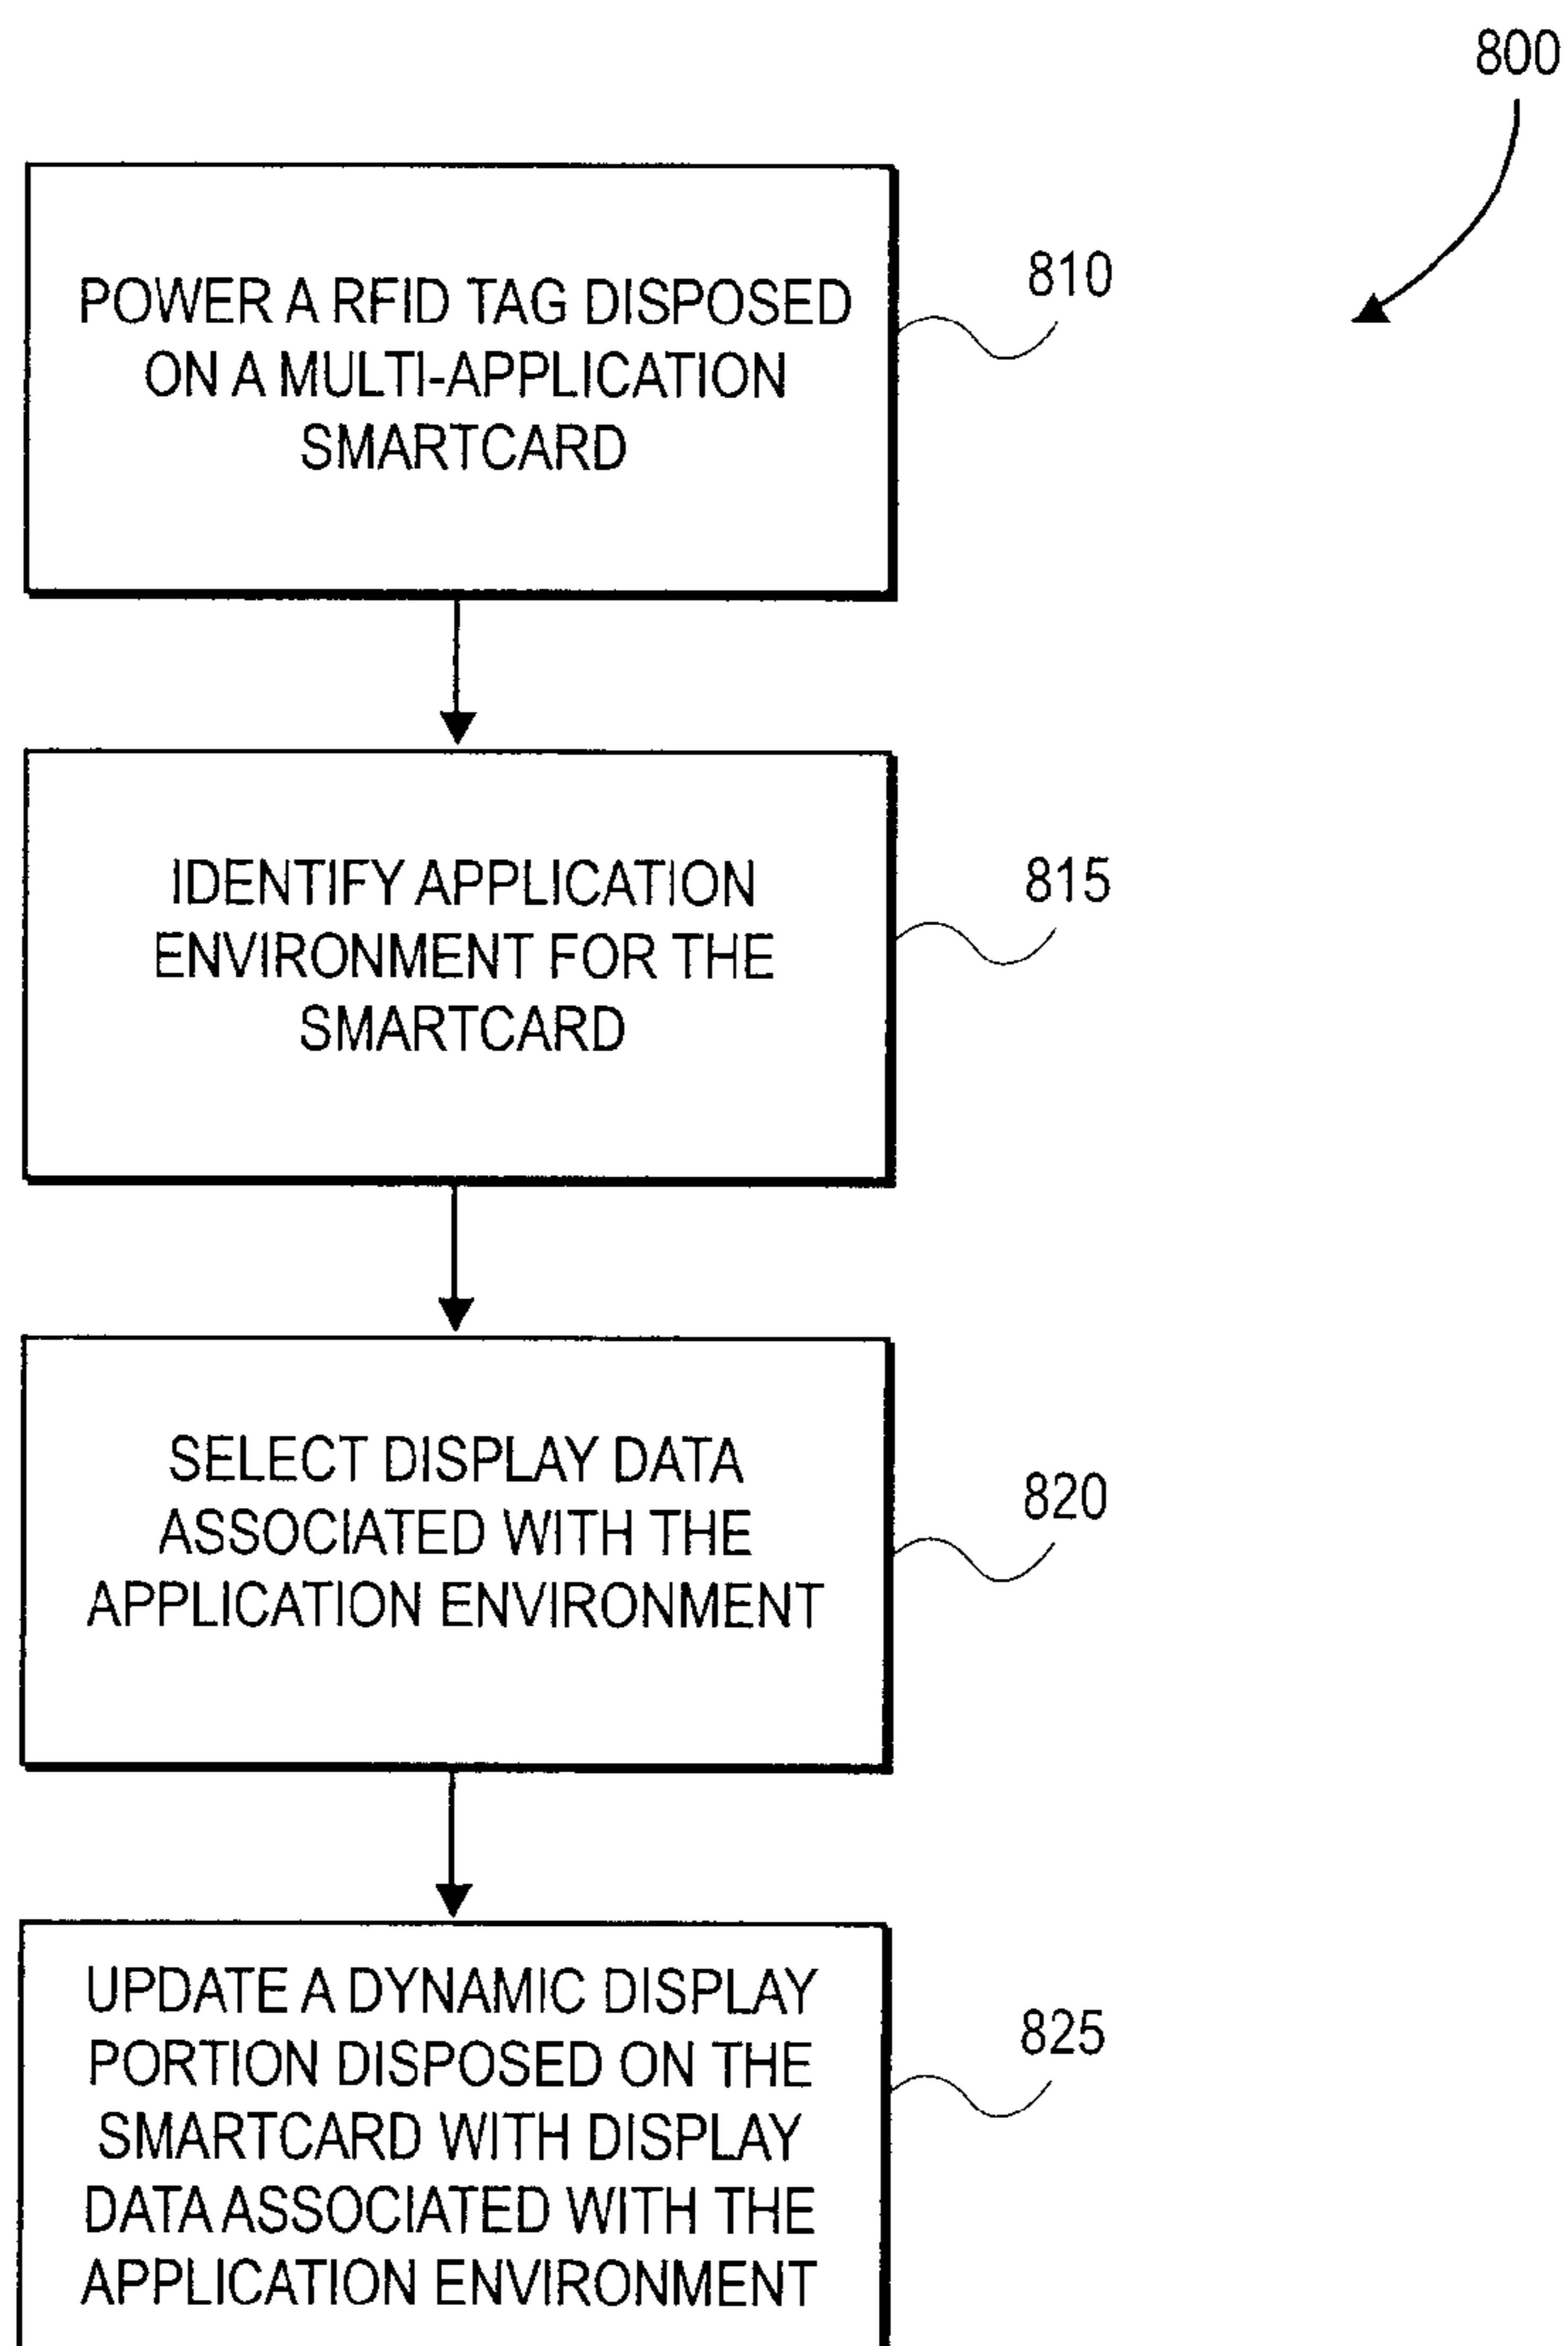 800
POWER A RFID TAG DISPOSED
ON A MULTI-APPLICATION
SMARTCARD
810
IDENTIFY APPLICATION
ENVIRONMENT FOR THE
SMARTCARD
815
SELECT DISPLAY DATA
ASSOCIATED WITH THE
APPLICATION ENVIRONMENT
820
UPDATE A DYNAMIC DISPLAY
PORTION DISPOSED ON THE
SMARTCARD WITH DISPLAY
DATA ASSOCIATED WITH THE
APPLICATION ENVIRONMENT
825